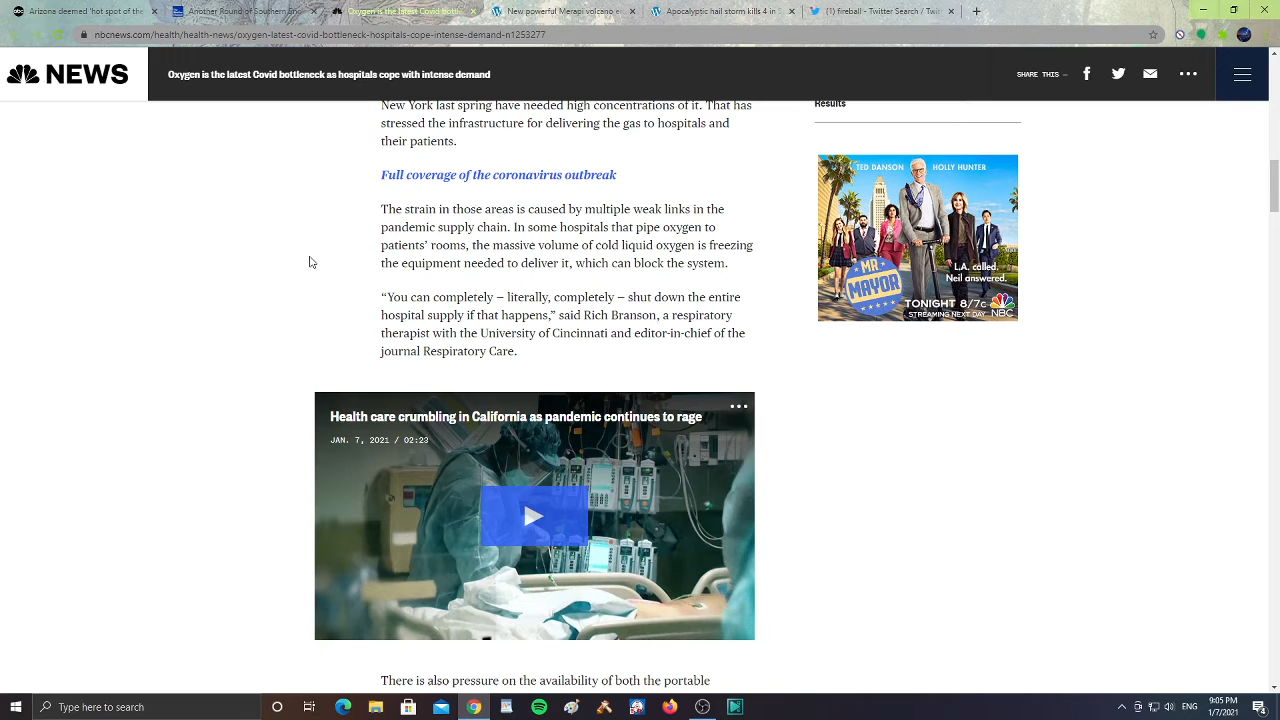 Arizona deemed 'hot spot of the
Another Round of Southern Sno
Oxygen is the latest Covid bottlen
New powerful Merapi volcano e
Apocalyptic hail storm kills 4 in
(1) fireball - Twitter Search / Twitt
nbcnews.com/health/health-news/oxygen-latest-covid-bottleneck-hospitals-cope-intense-demand-n1253277
NEWS
Oxygen is the latest Covid bottleneck as hospitals cope with intense demand
SHARE THIS —
New York last spring have needed high concentrations of it. That has
stressed the infrastructure for delivering the gas to hospitals and
their patients.
Full coverage of the coronavirus outbreak
The strain in those areas is caused by multiple weak links in the
pandemic supply chain. In some hospitals that pipe oxygen to
patients' rooms, the massive volume of cold liquid oxygen is freezing
the equipment needed to deliver it, which can block the system.
“You can completely — literally, completely — shut down the entire
hospital supply if that happens,” said Rich Branson, a respiratory
therapist with the University of Cincinnati and editor-in-chief of the
journal Respiratory Care.
Results
TED DANSON
HOLLY HUNTER
L.A. called.
Neil answered.
MR
MAYOR
TONIGHT 8/7c
STREAMING NEXT DAY
NBC
Health care crumbling in California as pandemic continues to rage
JAN. 7, 2021 / 02:23
There is also pressure on the availability of both the portable
Type here to search
9:05 PM
1/7/2021